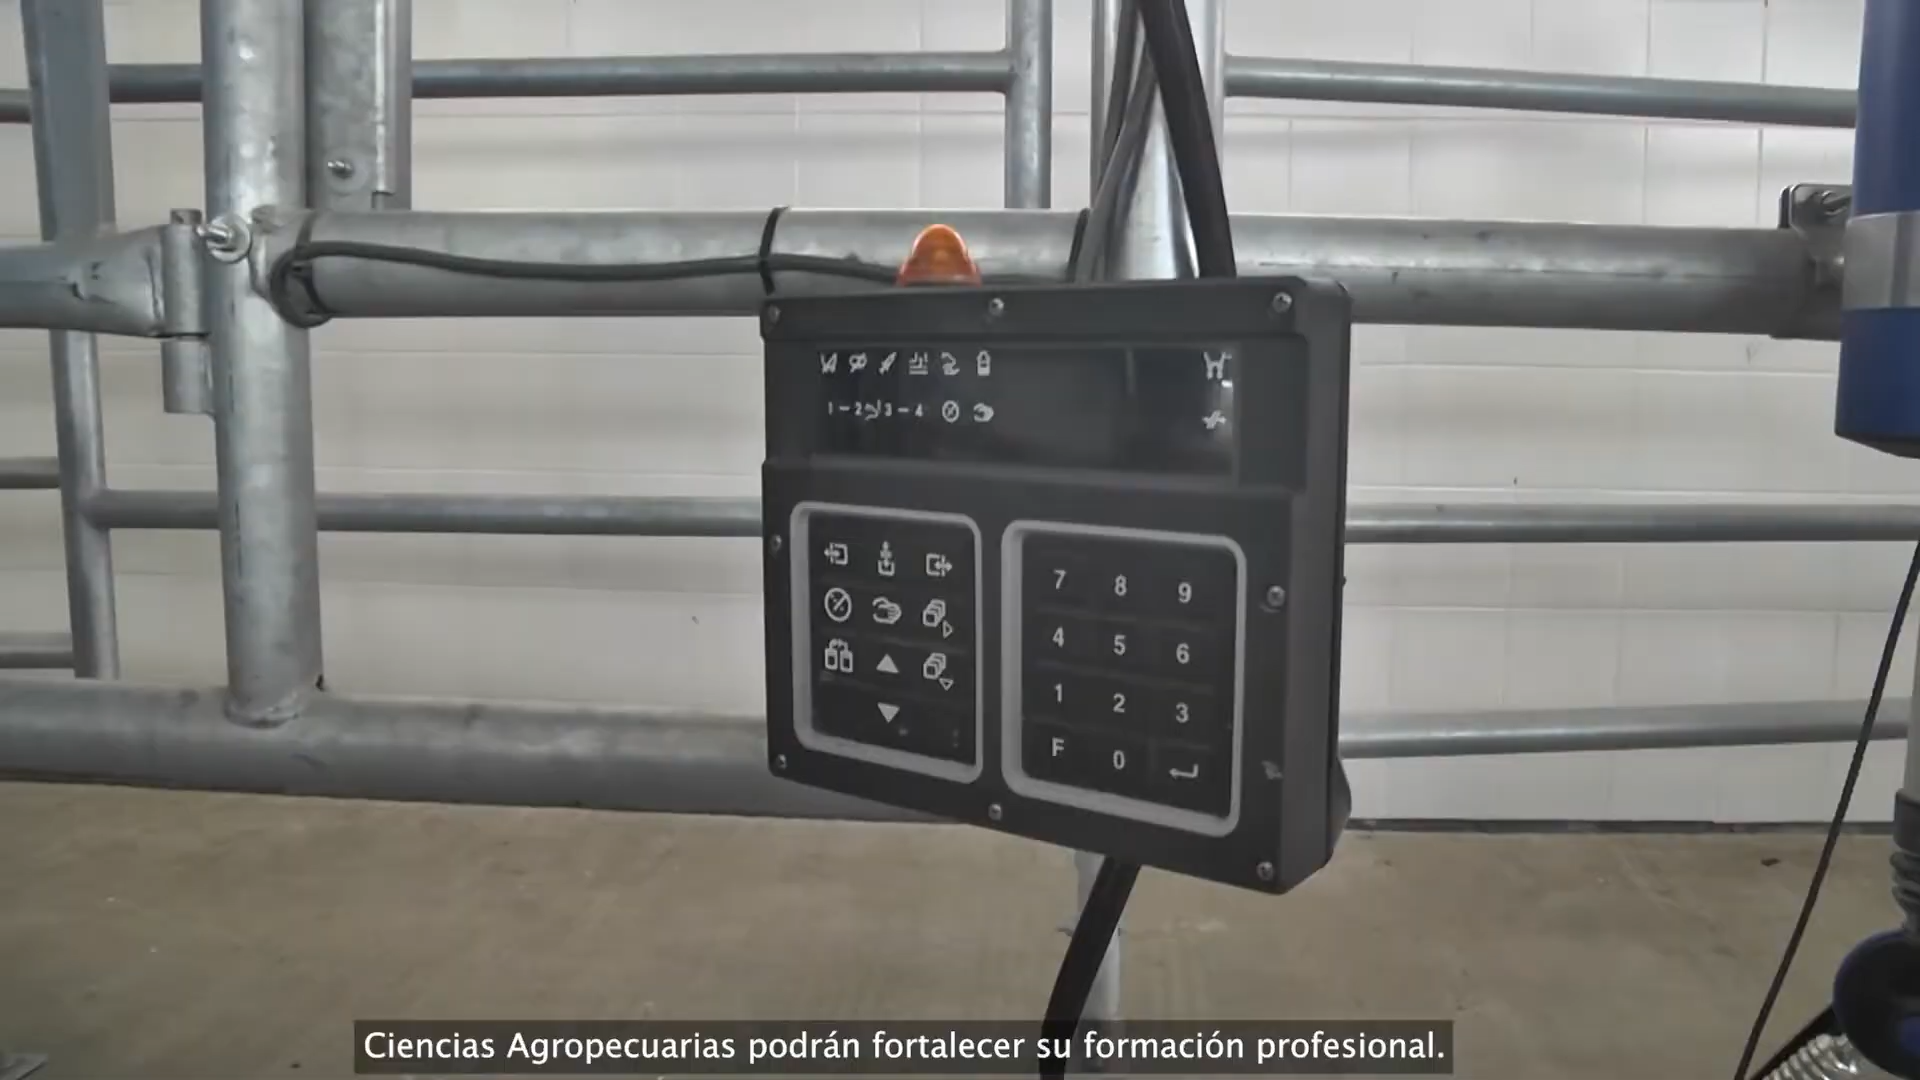 1 - 2 3 - 4
7 8 9
4 5 6
1 2 3
F 0
Ciencias Agropecuarias podrán fortalecer su formación profesional.